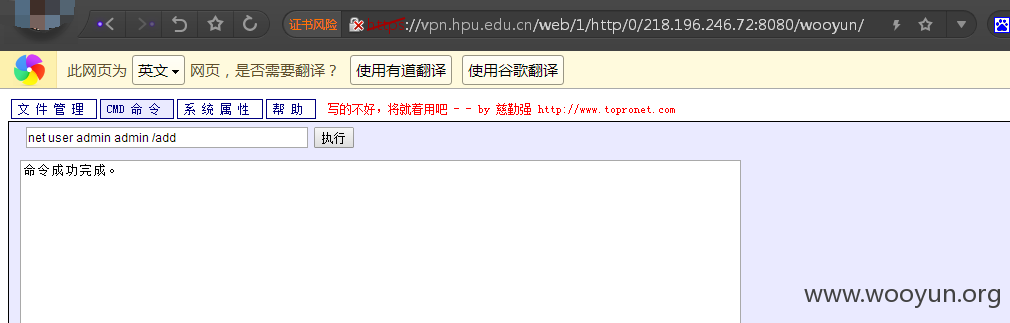 证书风险 https://vpn.hpu.edu.cn/web/1/http/0/218.196.246.72:8080/wooyun/
此网页为 英文 网页，是否需要翻译？ 使用有道翻译 使用谷歌翻译
文件管理 CMD命令 系统属性 帮助 写的不好，将就着用吧 - - by 慈勤强 http://www.topronet.com
net user admin admin /add 执行
命令成功完成。
www.wooyun.org